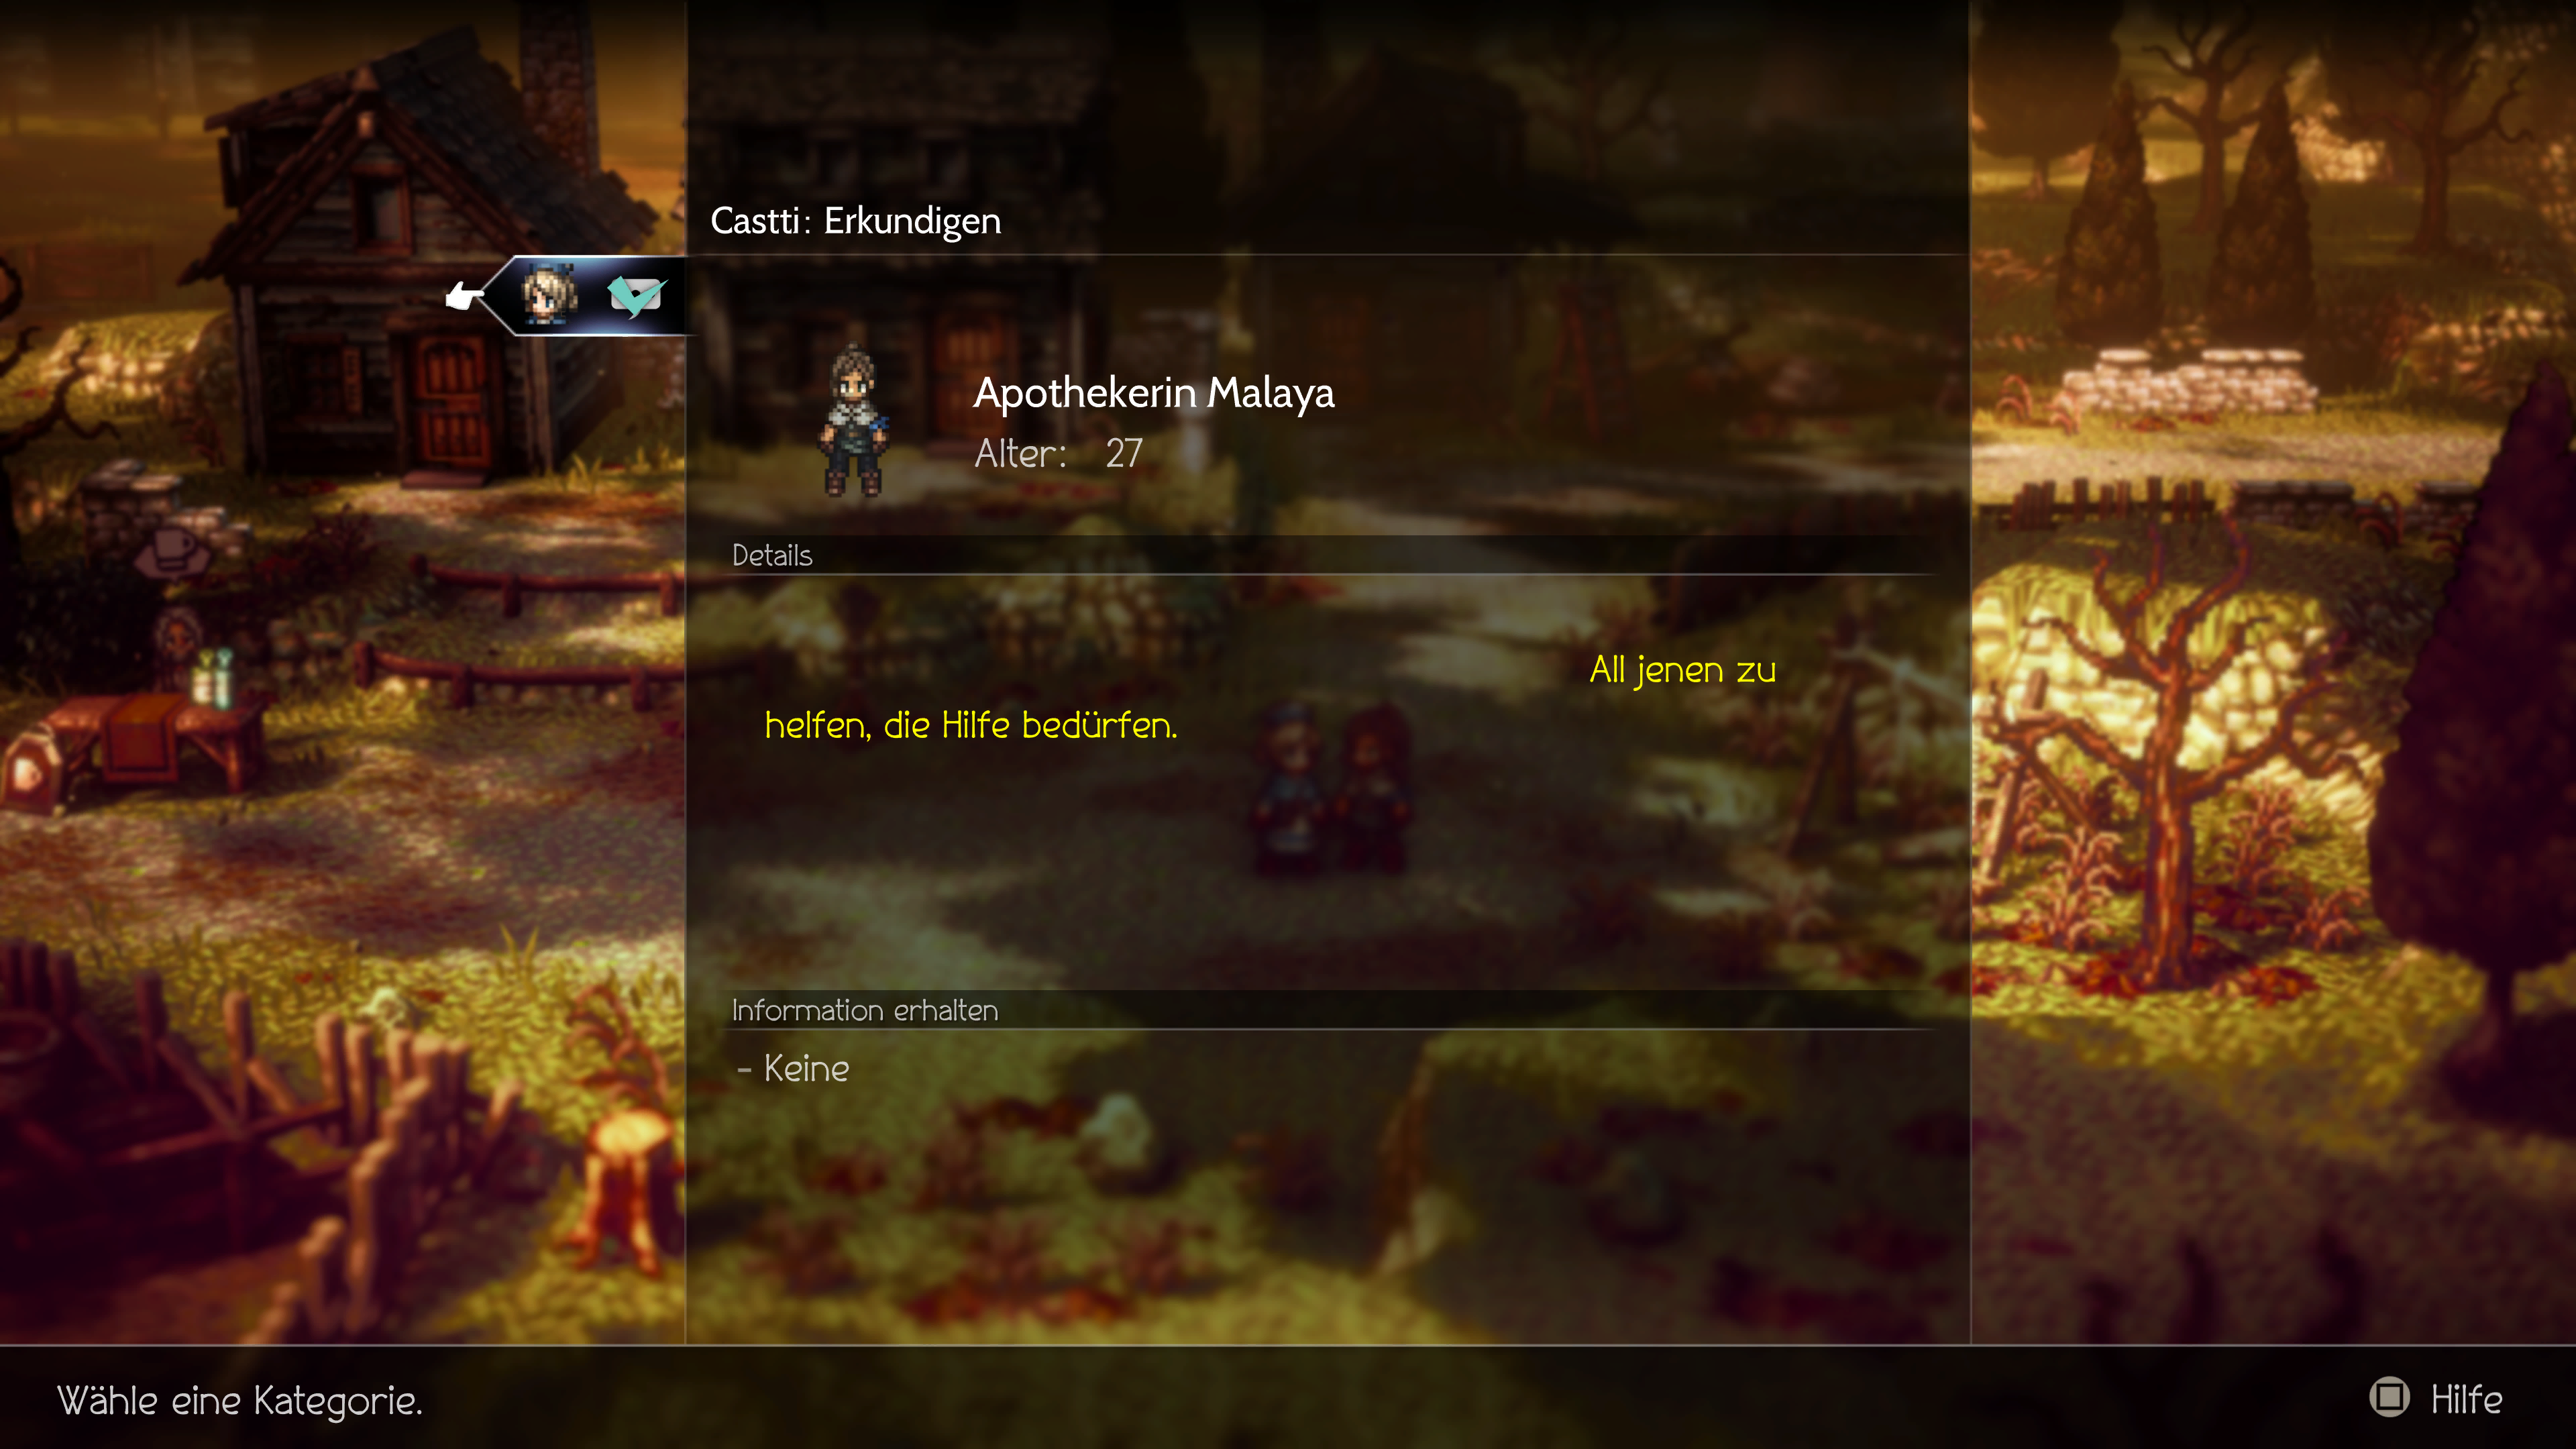 Castti: Erkundigen
Apothekerin Malaya
Alter: 27
Details
All jenen zu
helfen, die Hilfe bedürfen.
Information erhalten
- Keine
Wähle eine Kategorie.
Hilfe